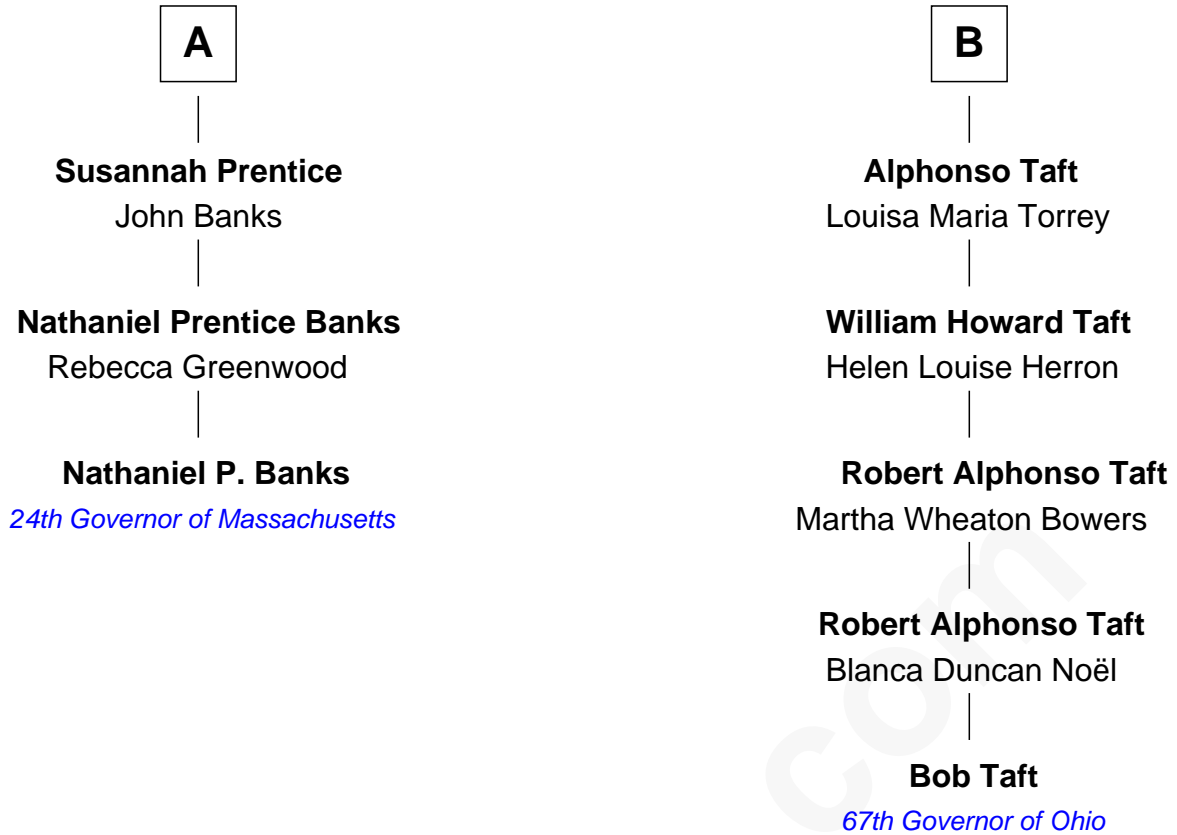 A
Susannah Prentice
John Banks
Nathaniel Prentice Banks
Rebecca Greenwood
Nathaniel P. Banks
24th Governor of Massachusetts
B
Alphonso Taft
Louisa Maria Torrey
William Howard Taft
Helen Louise Herron
Robert Alphonso Taft
Martha Wheaton Bowers
Robert Alphonso Taft
Blanca Duncan Noël
Bob Taft
67th Governor of Ohio
com